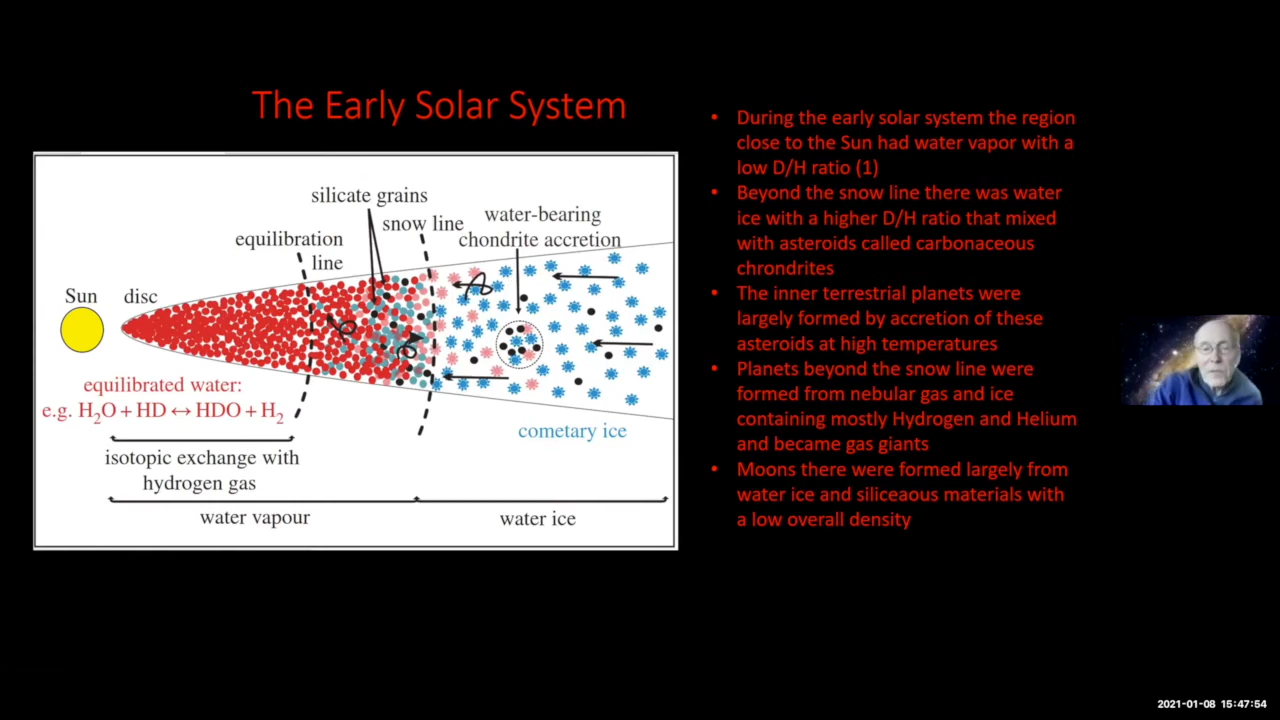 The Early Solar System
silicate grains
snow line
water-bearing
chondrite accretion
equilibration
line
Sun
disc
equilibrated water:
e.g. H₂O + HD ↔ HDO + H₂
cometary ice
isotopic exchange with
hydrogen gas
water vapour
water ice
• During the early solar system the region
close to the Sun had water vapor with a
low D/H ratio (1)
• Beyond the snow line there was water
ice with a higher D/H ratio that mixed
with asteroids called carbonaceous
chrondrites
• The inner terrestrial planets were
largely formed by accretion of these
asteroids at high temperatures
• Planets beyond the snow line were
formed from nebular gas and ice
containing mostly Hydrogen and Helium
and became gas giants
• Moons there were formed largely from
water ice and siliceaous materials with
a low overall density
2021-01-08 15:47:54